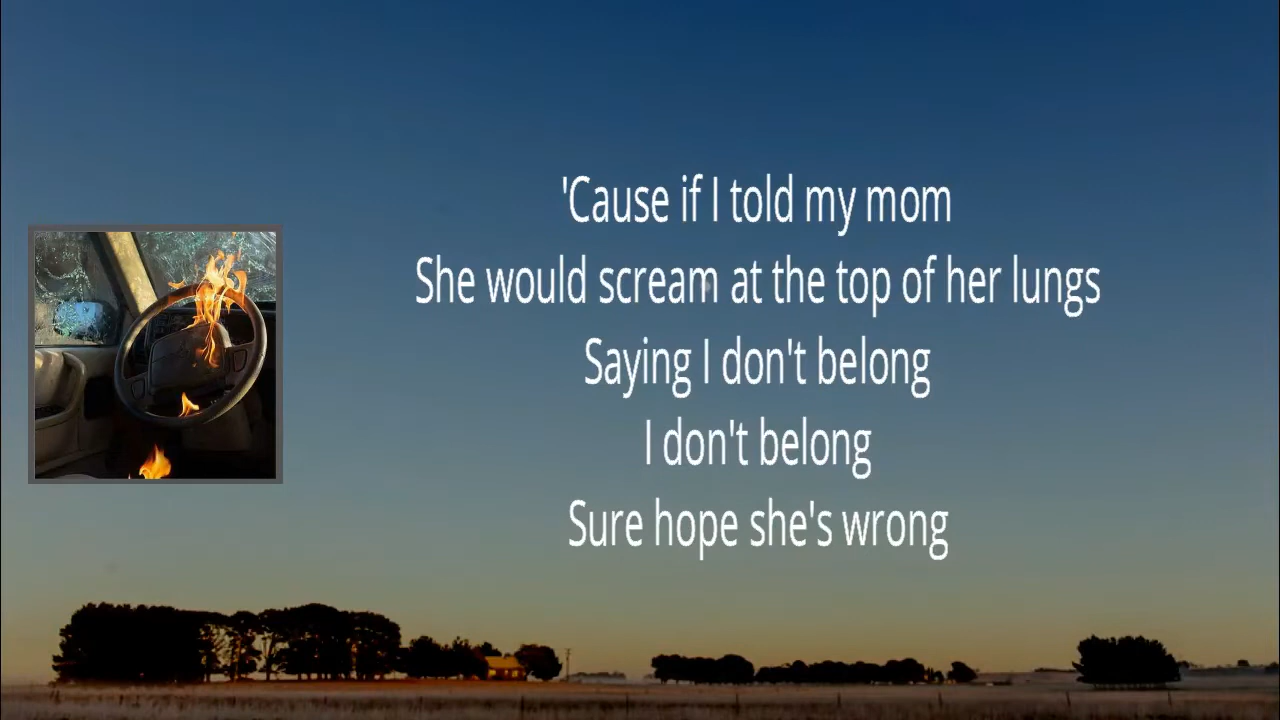 'Cause if I told my mom
She would scream at the top of her lungs
Saying I don't belong
I don't belong
Sure hope she's wrong